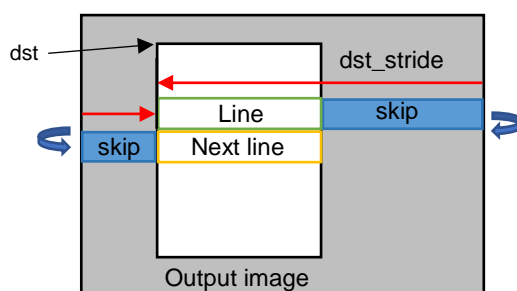 dst
dst_stride
Line
skip
skip
Next line
Output image